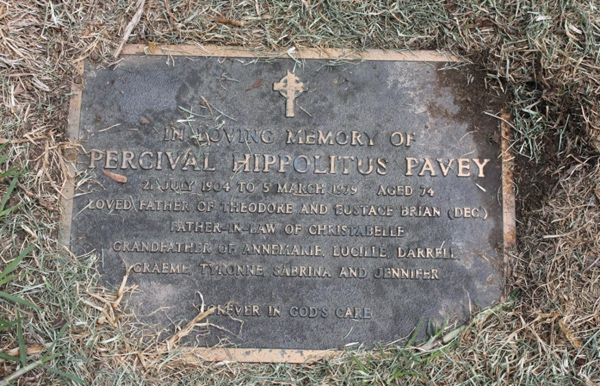 IN LOVING MEMORY OF
PERCIVAL HIPPOLITUS PAVEY
21 JULY 1904 TO 5 MARCH 1979 AGED 74
LOVED FATHER OF THEODORE AND EUSTACE BRIAN (DEC)
FATHER-IN-LAW OF CHRISTABELLE
GRANDFATHER OF ANNEMARIE, LUCILLE, DARRELL
GRAEME, TYRONNE, SABRINA AND JENNIFER
FOREVER IN GOD'S CARE